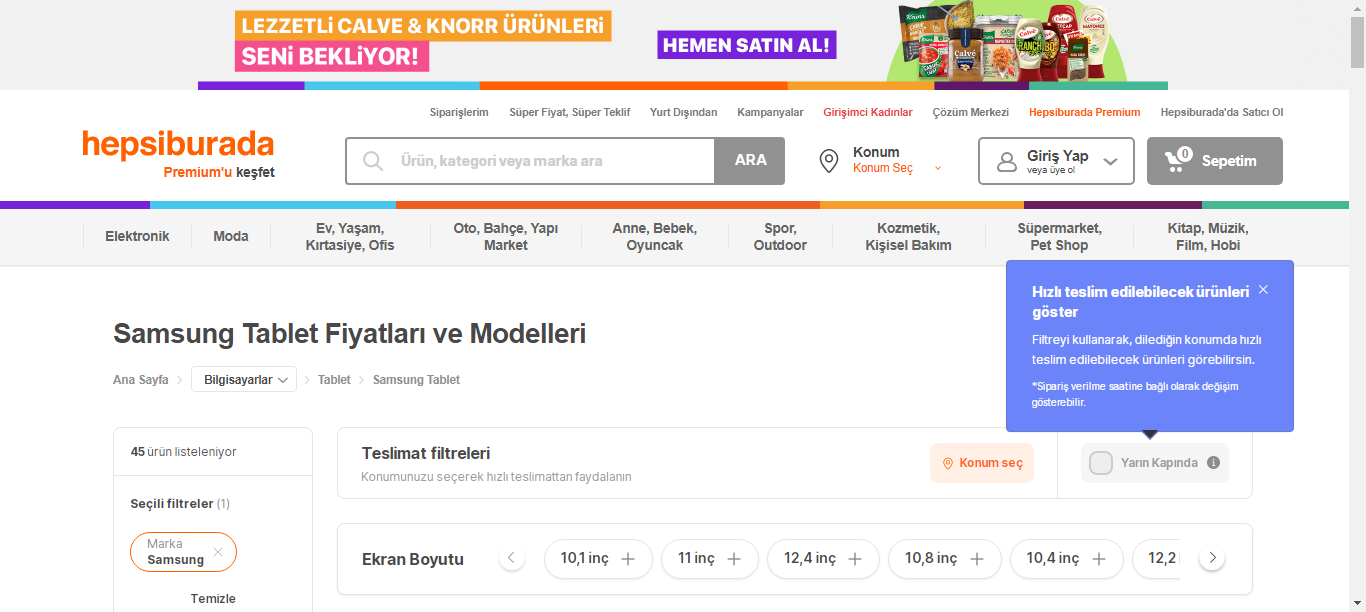 LEZZETLİ CALVE & KNORR ÜRÜNLERİ
SENİ BEKLİYOR!
HEMEN SATIN AL!
Siparişlerim
Süper Fiyat, Süper Teklif
Yurt Dışından
Kampanyalar
Girişimci Kadınlar
Çözüm Merkezi
Hepsiburada Premium
Hepsiburada'da Satıcı Ol
hepsiburada
Premium'u keşfet
Ürün, kategori veya marka ara
ARA
Konum
Konum Seç
Giriş Yap
veya üye ol
0
Sepetim
Elektronik
Moda
Ev, Yaşam,
Kırtasiye, Ofis
Oto, Bahçe, Yapı
Market
Anne, Bebek,
Oyuncak
Spor,
Outdoor
Kozmetik,
Kişisel Bakım
Süpermarket,
Pet Shop
Kitap, Müzik,
Film, Hobi
Hızlı teslim edilebilecek ürünleri
göster
Filtreyi kullanarak, dilediğin konumda hızlı
teslim edilebilecek ürünleri görebilirsin.
*Sipariş verilme saatine bağlı olarak değişim
gösterebilir.
Samsung Tablet Fiyatları ve Modelleri
Ana Sayfa
Bilgisayarlar
Tablet
Samsung Tablet
45 ürün listeleniyor
Seçili filtreler (1)
Marka
Samsung
Temizle
Teslimat filtreleri
Konumunuzu seçerek hızlı teslimattan faydalanın
Konum seç
Yarın Kapında
Ekran Boyutu
10,1 inç
11 inç
12,4 inç
10,8 inç
10,4 inç
12,2